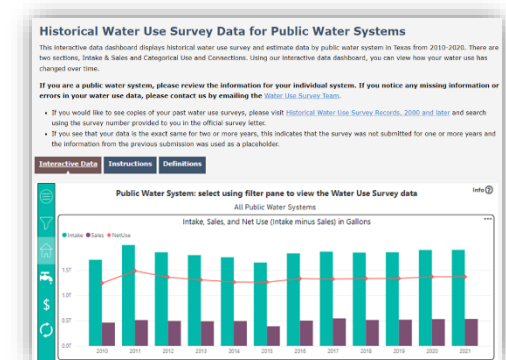 Historical Water Use Survey Data for Public Water Systems
This interactive data dashboard displays historical water use survey and estimate data by public water system in Texas from 2010-2020. There are
two sections, Intake & Sales and Categorical Use and Connections. Using our interactive data dashboard, you can view how your water use has
changed over time.
If you are a public water system, please review the information for your individual system. If you notice any missing information or
errors in your water use data, please contact us by emailing the Water Use Survey Team.
• If you would like to see copies of your past water use surveys, please visit Historical Water Use Survey Records, 2000 and later and search
using the survey number provided to you in the official survey letter.
• If you see that your data is the exact same for two or more years, this indicates that the survey was not submitted for one or more years and
the information from the previous submission was used as a placeholder.
Interactive Data Instructions Definitions
Public Water System: select using filter pane to view the Water Use Survey data Info ?
All Public Water Systems
Intake, Sales, and Net Use (Intake minus Sales) in Gallons
Intake Sales NetUse
1.5T
1.0T
0.5T
0.0T
2010 2011 2012 2013 2014 2015 2016 2017 2018 2019 2020 2021
$